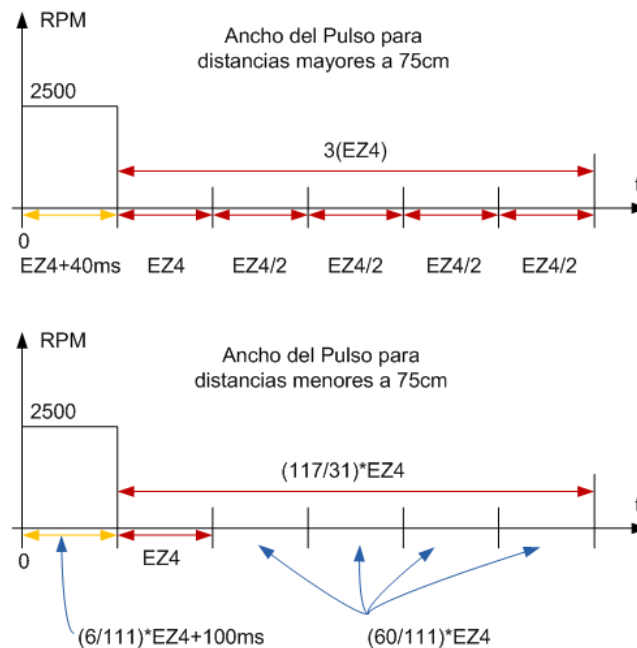 RPM
Ancho del Pulso para
distancias mayores a 75cm
2500
3(EZ4)
t
0
EZ4+40ms EZ4 EZ4/2 EZ4/2 EZ4/2 EZ4/2
RPM
Ancho del Pulso para
distancias menores a 75cm
2500
(117/31)*EZ4
t
0
EZ4
(6/111)*EZ4+100ms (60/111)*EZ4